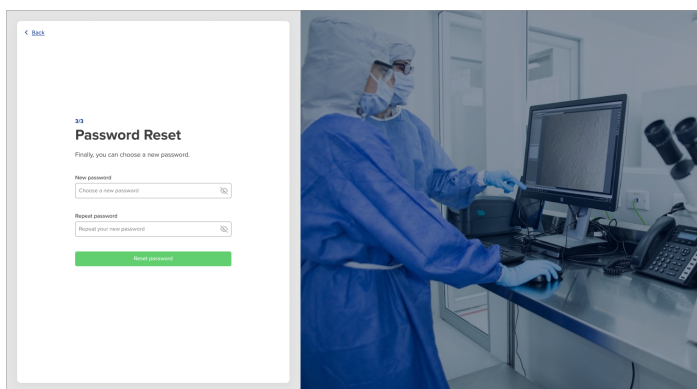 Back
3/3
Password Reset
Finally, you can choose a new password.
New password
Choose a new password
Repeat password
Repeat your new password
Reset password